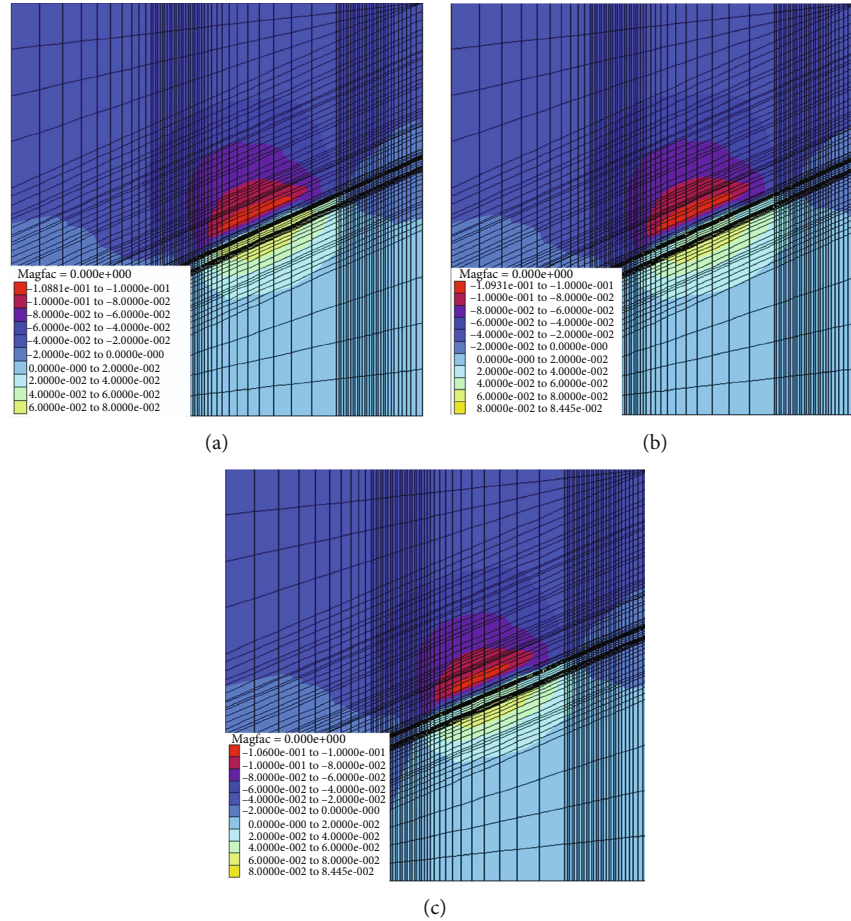 Magfac = 0.000e+000
–1.0881e-001 to –1.0000e-001
–1.0000e-001 to –8.0000e-002
–8.0000e-002 to –6.0000e-002
–6.0000e-002 to –4.0000e-002
–4.0000e-002 to –2.0000e-002
–2.0000e-002 to 0.0000e-000
0.0000e-000 to 2.0000e-002
2.0000e-002 to 4.0000e-002
4.0000e-002 to 6.0000e-002
6.0000e-002 to 8.0000e-002
(a)
Magfac = 0.000e+000
–1.0931e-001 to –1.0000e-001
–1.0000e-001 to –8.0000e-002
–8.0000e-002 to –6.0000e-002
–6.0000e-002 to –4.0000e-002
–4.0000e-002 to –2.0000e-002
–2.0000e-002 to 0.0000e-000
0.0000e-000 to 2.0000e-002
2.0000e-002 to 4.0000e-002
4.0000e-002 to 6.0000e-002
6.0000e-002 to 8.0000e-002
8.0000e-002 to 8.445e-002
(b)
Magfac = 0.000e+000
–1.0600e-001 to –1.0000e-001
–1.0000e-001 to –8.0000e-002
–8.0000e-002 to –6.0000e-002
–6.0000e-002 to –4.0000e-002
–4.0000e-002 to –2.0000e-002
–2.0000e-002 to 0.0000e-000
0.0000e-000 to 2.0000e-002
2.0000e-002 to 4.0000e-002
4.0000e-002 to 6.0000e-002
6.0000e-002 to 8.0000e-002
8.0000e-002 to 8.445e-002
(c)